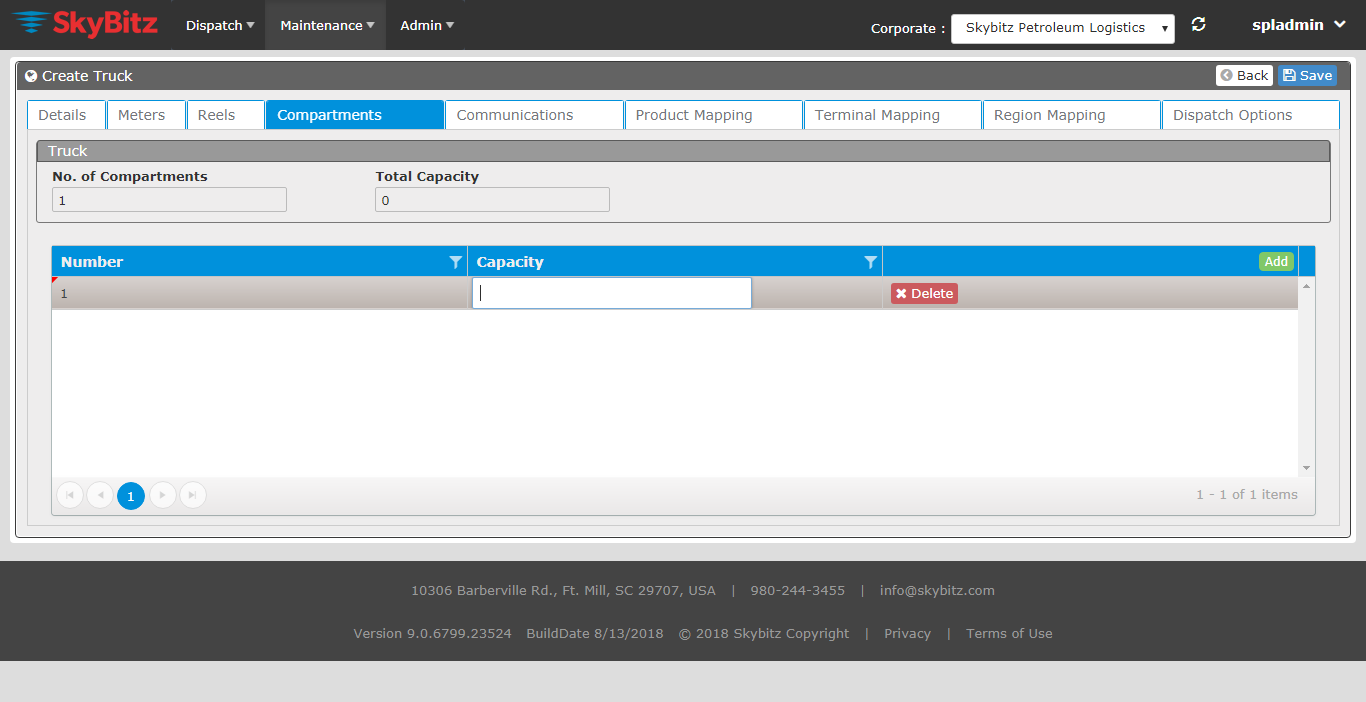 SkyBitz Dispatch Maintenance Admin Corporate : Skybitz Petroleum Logistics spladmin
Create Truck Back Save
Details Meters Reels Compartments Communications Product Mapping Terminal Mapping Region Mapping Dispatch Options
Truck
No. of Compartments Total Capacity
1 0
Number Capacity Add
1 Delete
1 1 - 1 of 1 items
10306 Barberville Rd., Ft. Mill, SC 29707, USA | 980-244-3455 | info@skybitz.com
Version 9.0.6799.23524 BuildDate 8/13/2018 © 2018 Skybitz Copyright | Privacy | Terms of Use